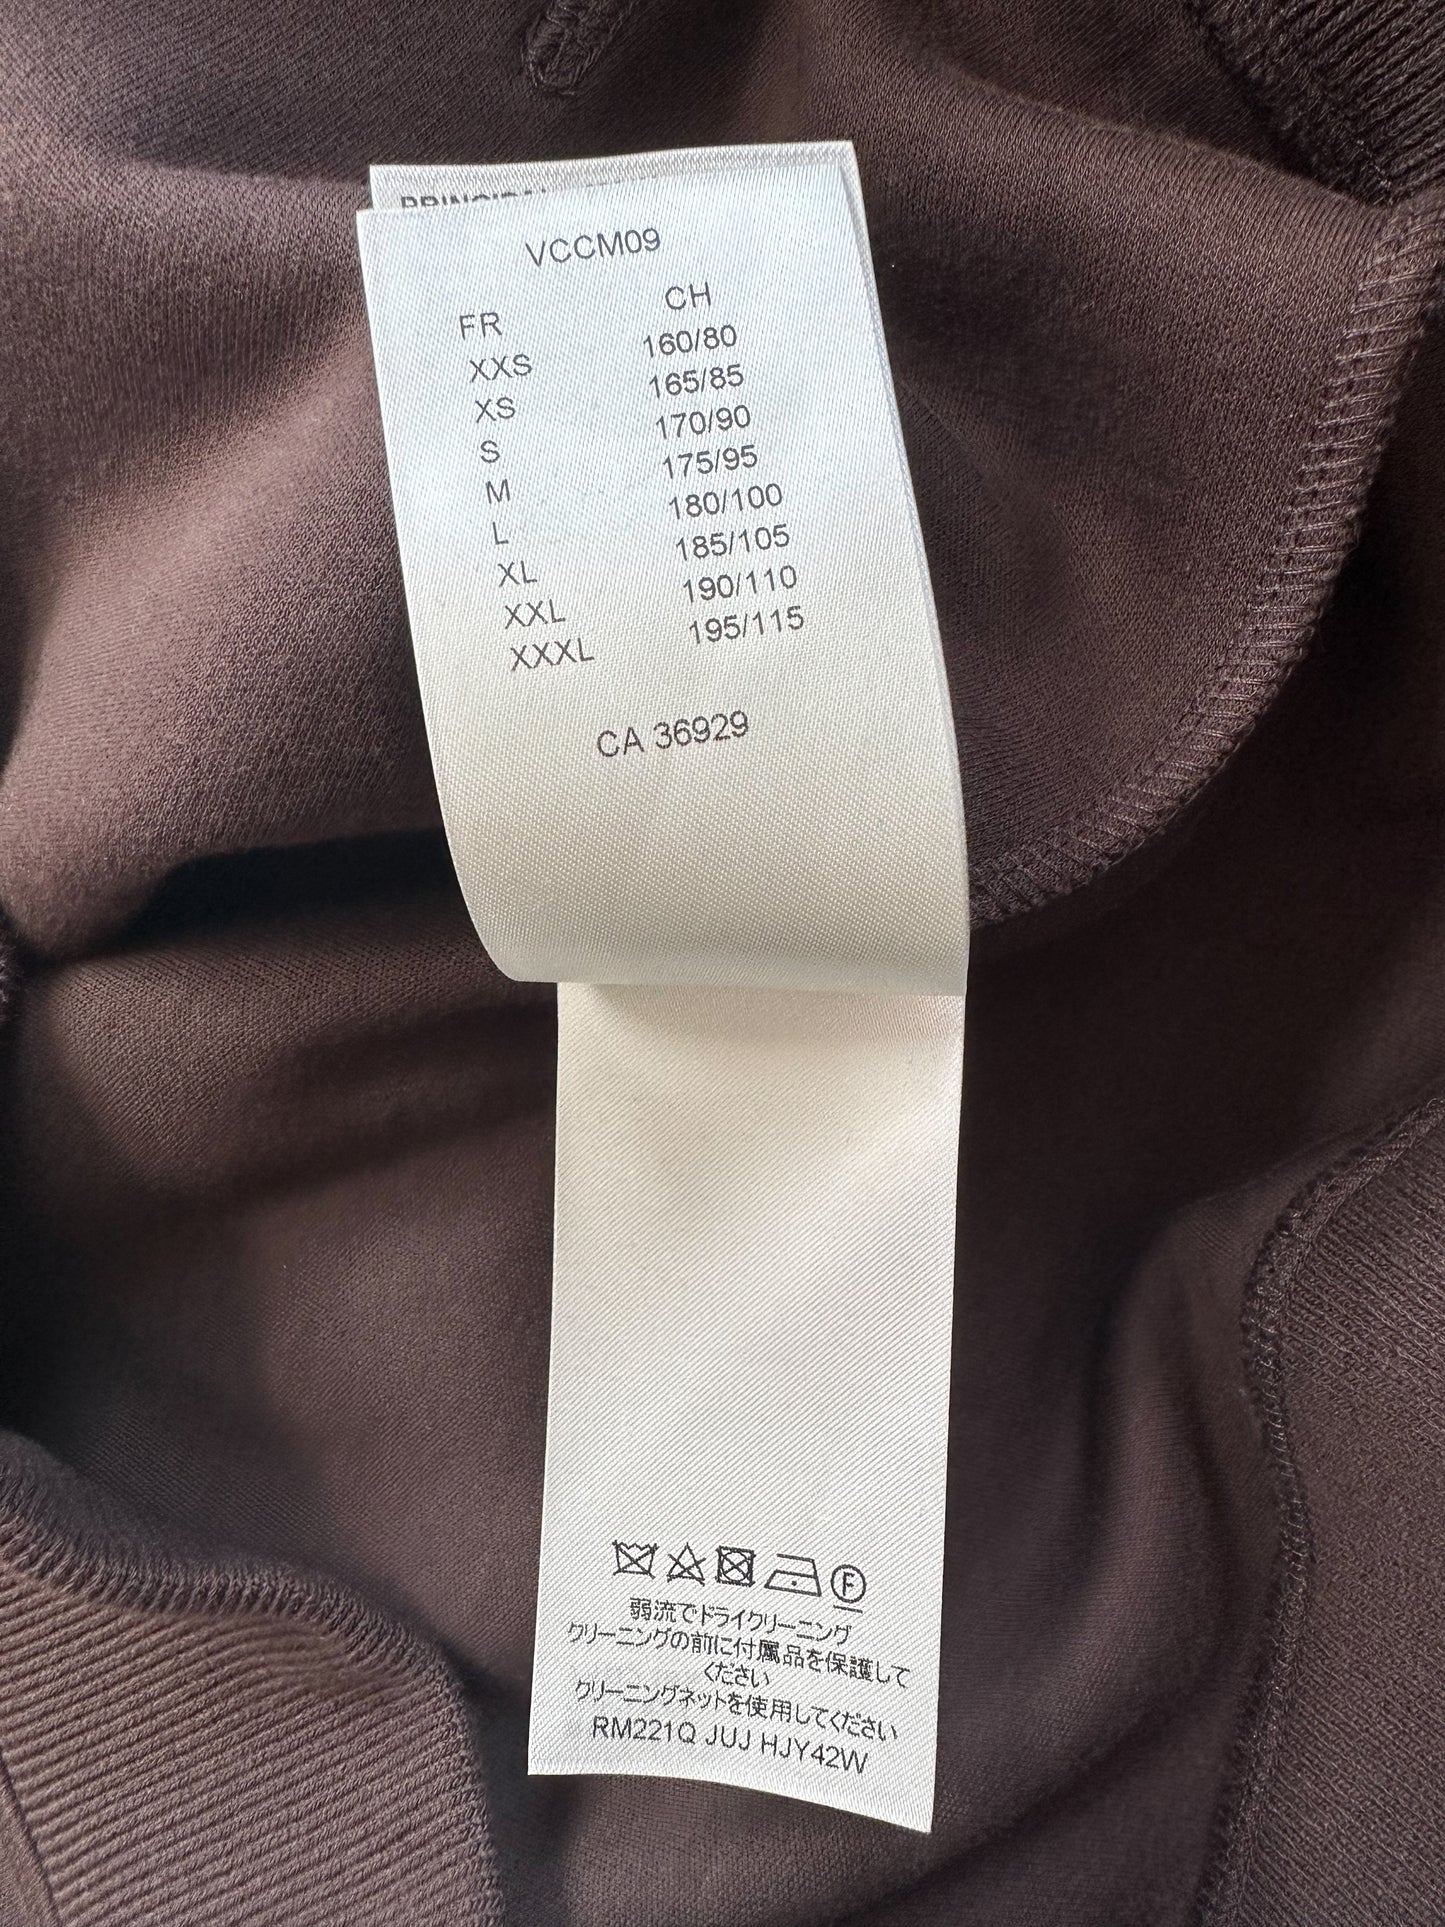 PRINCIPAL
VCCM09
FR CH
XXS 160/80
XS 165/85
S 170/90
M 175/95
L 180/100
XL 185/105
XXL 190/110
XXXL 195/115
CA 36929
F
弱流でドライクリーニング
クリーニングの前に付属品を保護して
ください
クリーニングネットを使用してください
RM221Q JUJ HJY42W